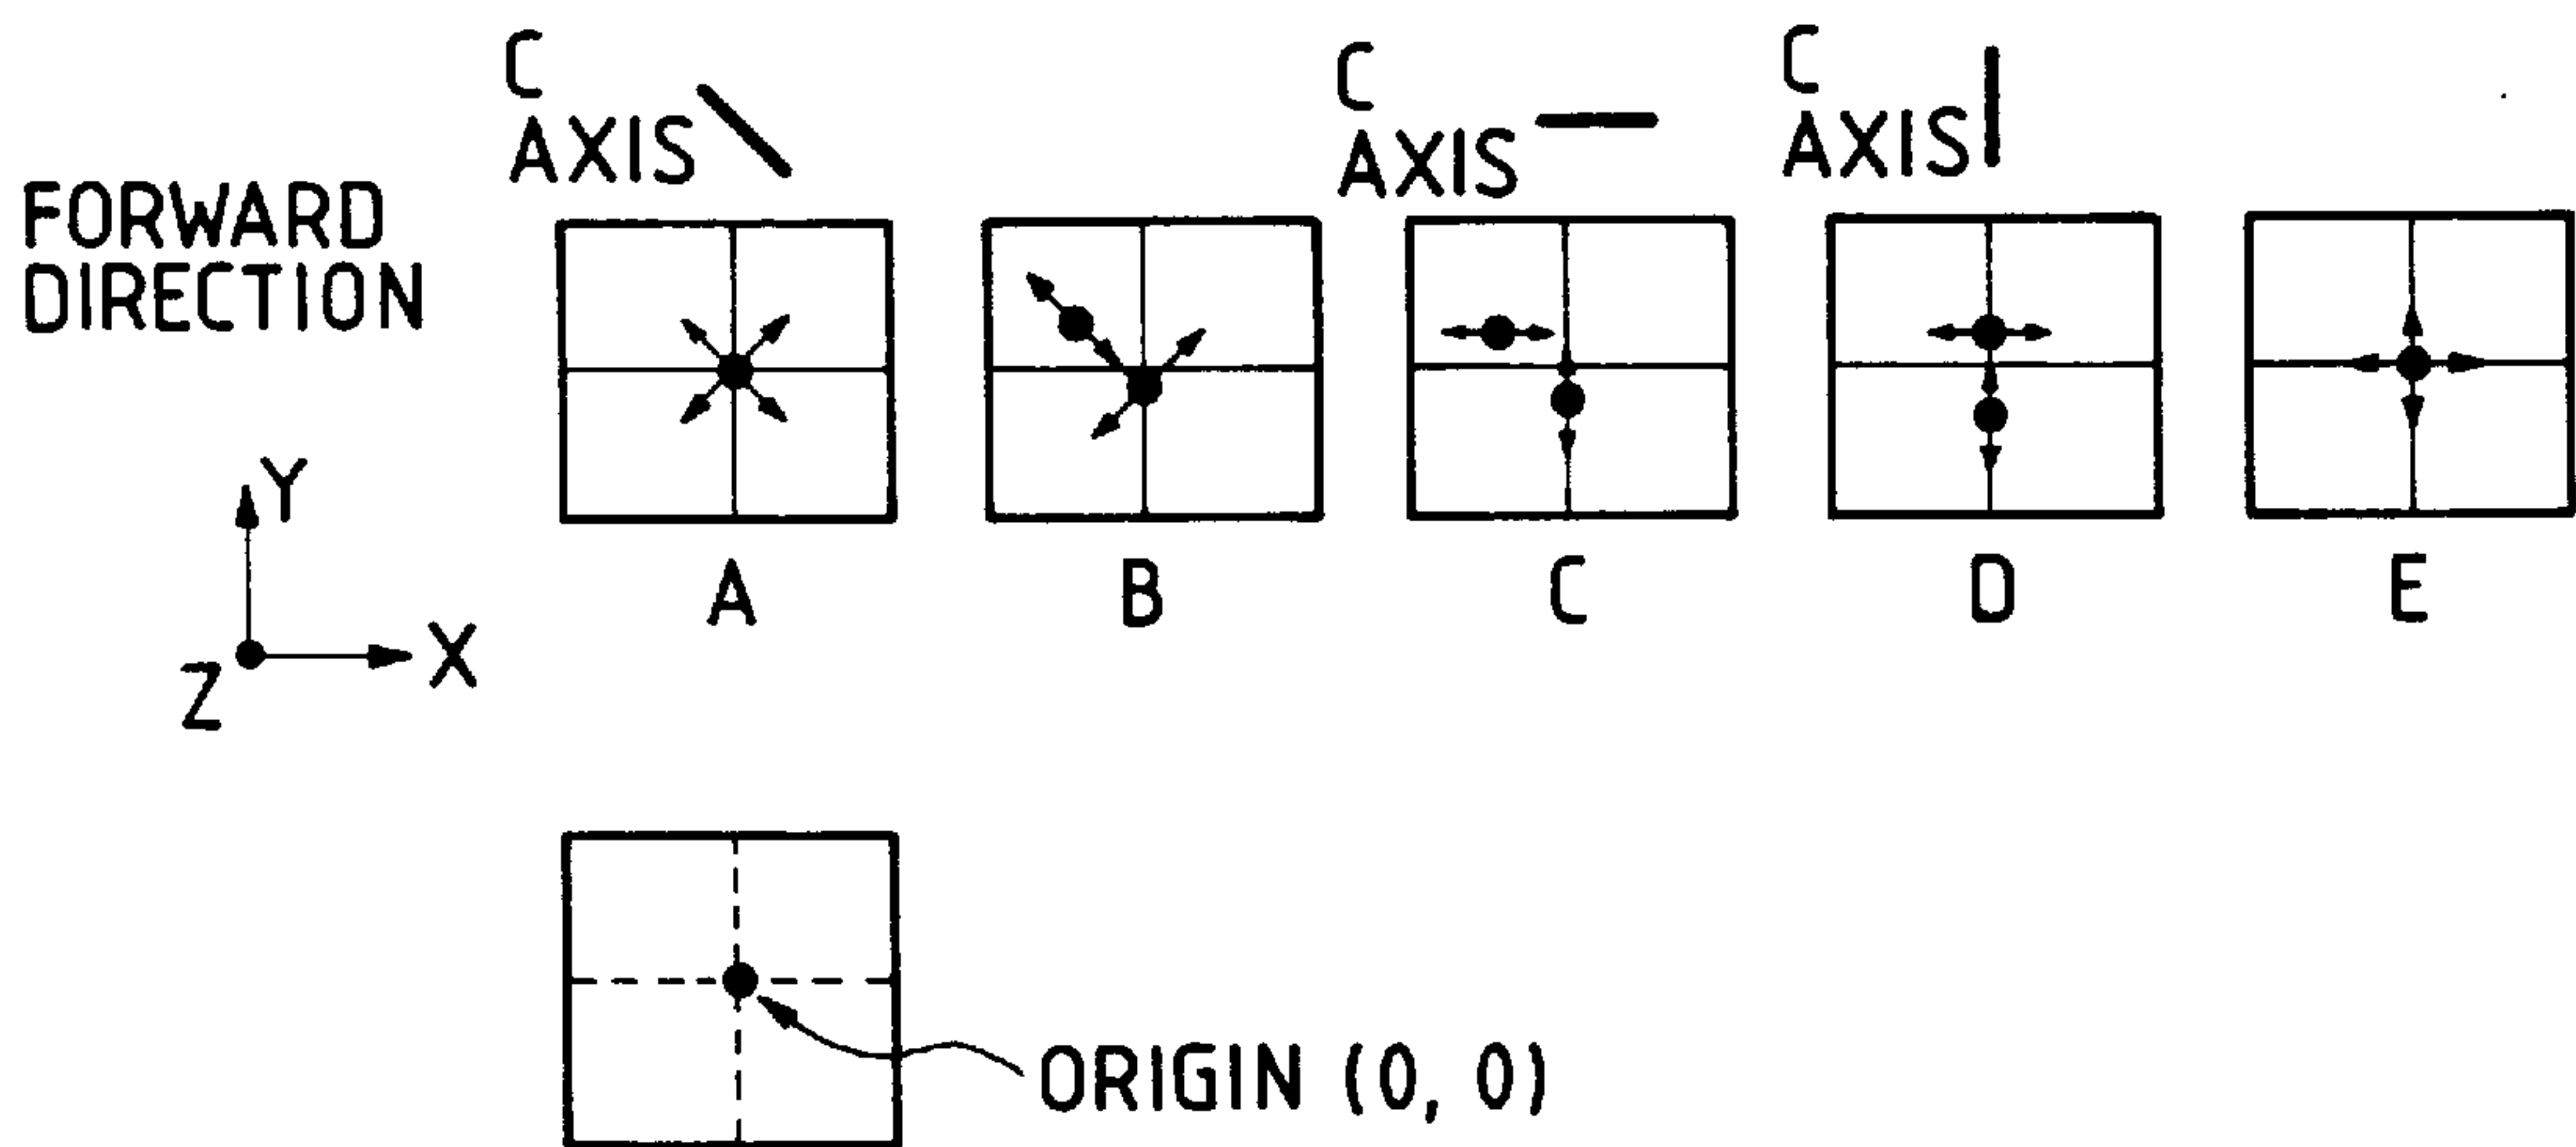 C
AXIS
C
AXIS
C
AXIS
FORWARD
DIRECTION
Y
X
Z
A
B
C
D
E
ORIGIN (0, 0)